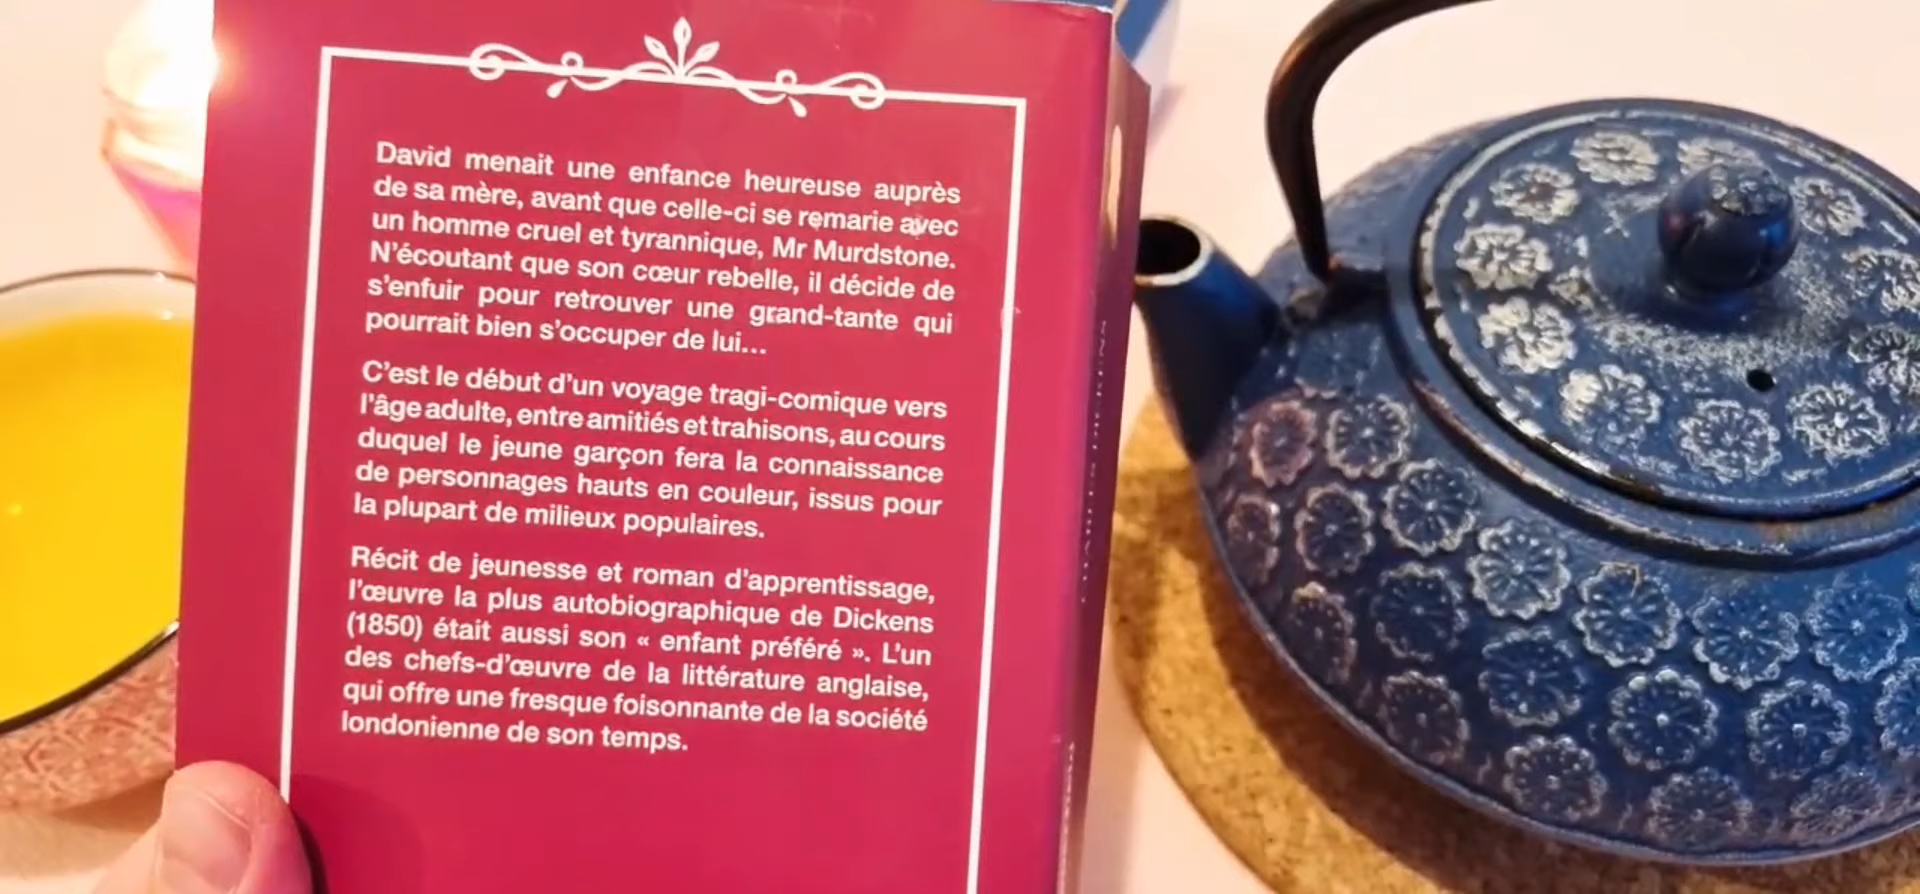 David menait une enfance heureuse auprès
de sa mère, avant que celle-ci se remarie avec
un homme cruel et tyrannique, Mr Murdstone.
N'écoutant que son cœur rebelle, il décide de
s'enfuir pour retrouver une grand-tante qui
pourrait bien s'occuper de lui...
C'est le début d'un voyage tragi-comique vers
l'âge adulte, entre amitiés et trahisons, au cours
duquel le jeune garçon fera la connaissance
de personnages hauts en couleur, issus pour
la plupart de milieux populaires.
Récit de jeunesse et roman d'apprentissage,
l'œuvre la plus autobiographique de Dickens
(1850) était aussi son « enfant préféré ». L'un
des chefs-d'œuvre de la littérature anglaise,
qui offre une fresque foisonnante de la société
londonienne de son temps.
CHARLES DICKENS